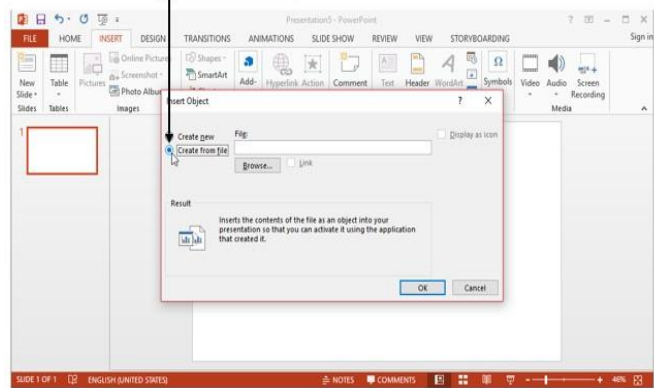 Presentation5 - PowerPoint
FILE HOME INSERT DESIGN TRANSITIONS ANIMATIONS SLIDE SHOW REVIEW VIEW STORYBOARDING Sign in
Online Pictures Shapes
Screenshot SmartArt
New Table Pictures Photo Albu Add- Hyperlink Action Comment Text Header WordArt Symbols Video Audio Screen
Slide Recording
Slides Tables Images Media
1
Insert Object
? X
Create new File:
Create from file
Display as icon
Browse... Link
Result
Inserts the contents of the file as an object into your
presentation so that you can activate it using the application
that created it.
OK Cancel
SLIDE 1 OF 1 ENGLISH (UNITED STATES) NOTES COMMENTS 46%